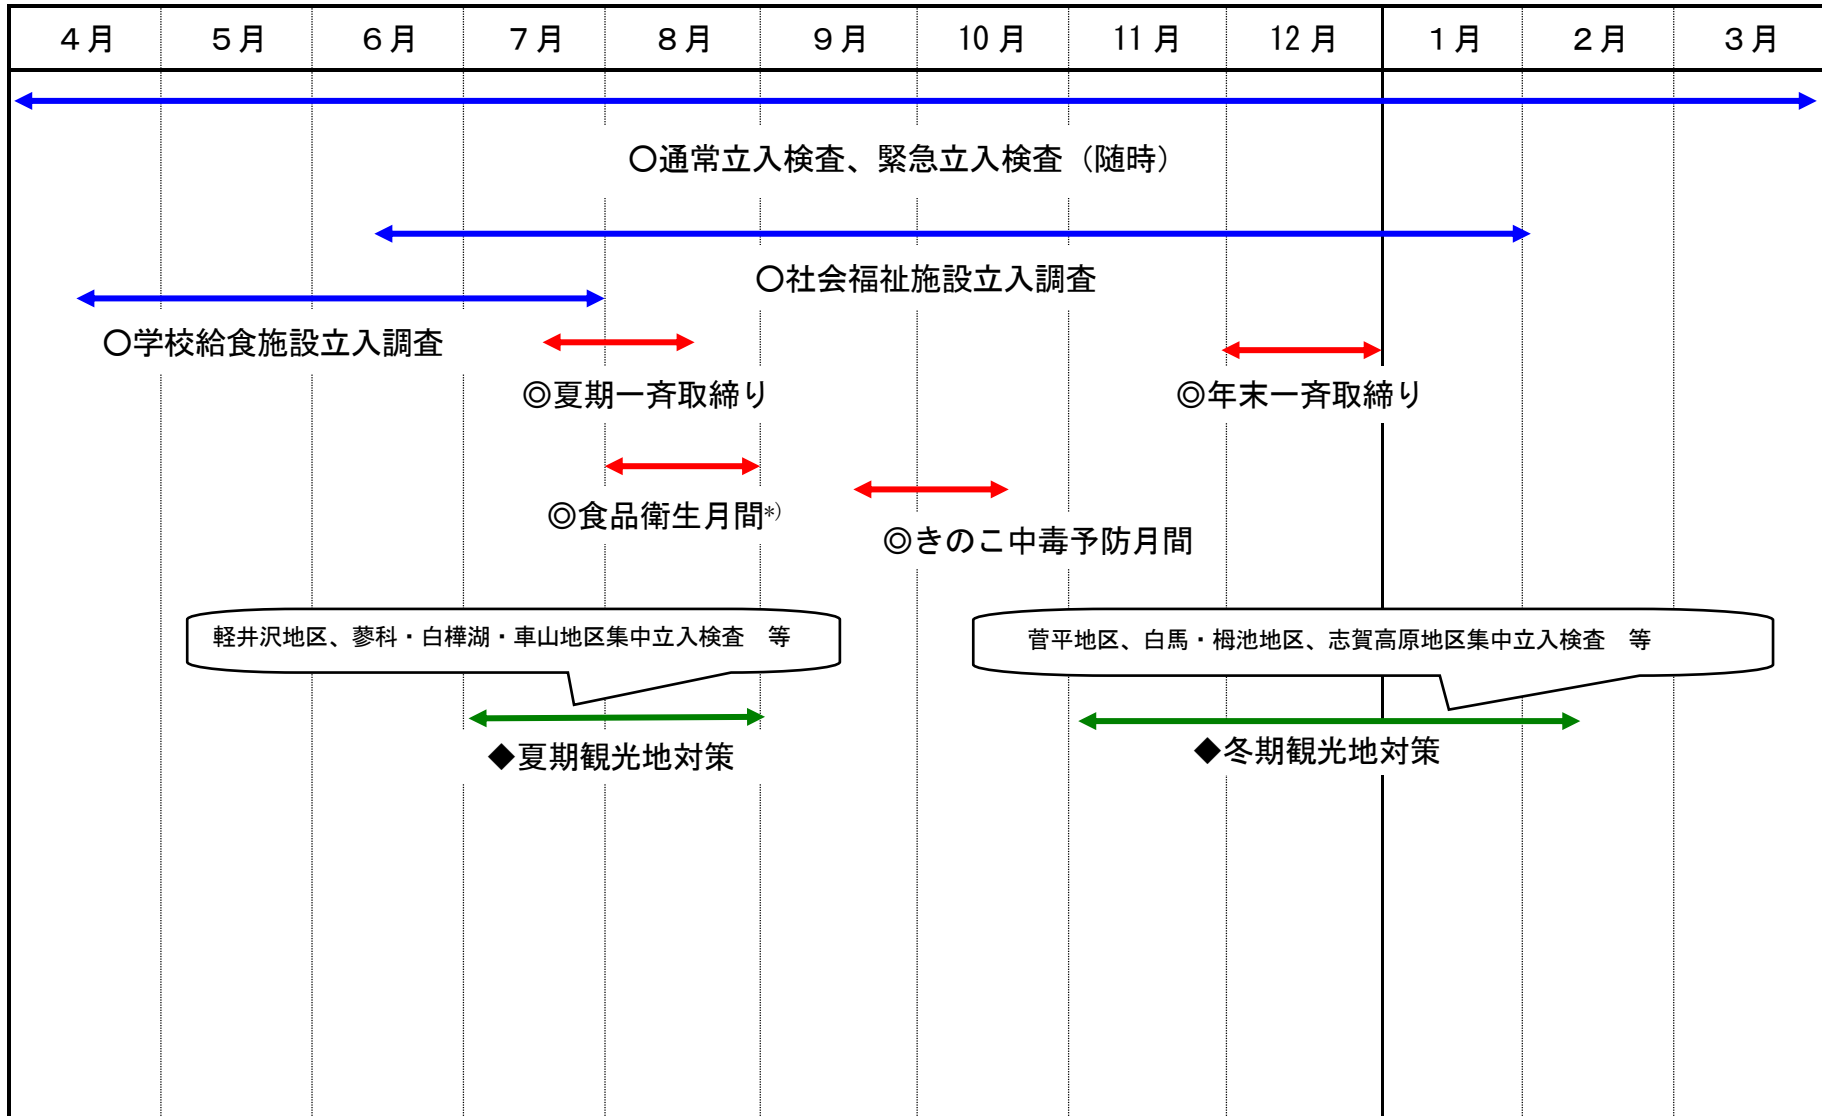 ４月 ５月 ６月 ７月 ８月 ９月 10月 11月 12月 １月 ２月 ３月
○通常立入検査、緊急立入検査（随時）
○社会福祉施設立入調査
○学校給食施設立入調査
◎夏期一斉取締り
◎年末一斉取締り
◎食品衛生月間*)
◎きのこ中毒予防月間
軽井沢地区、蓼科・白樺湖・車山地区集中立入検査　等
菅平地区、白馬・栂池地区、志賀高原地区集中立入検査　等
◆夏期観光地対策
◆冬期観光地対策